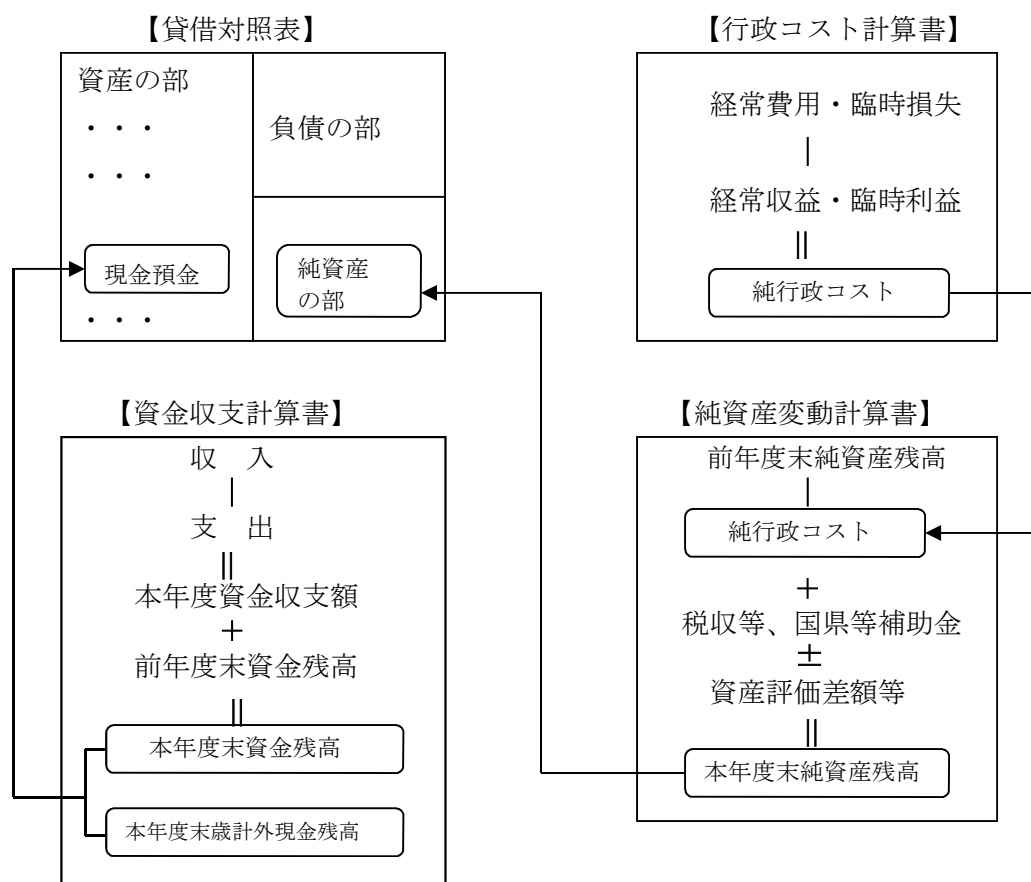 【貸借対照表】
資産の部
・・・
・・・
現金預金
・・・
負債の部
純資産
の部
【行政コスト計算書】
経常費用・臨時損失
－
経常収益・臨時利益
＝
純行政コスト
【資金収支計算書】
収　入
－
支　出
＝
本年度資金収支額
＋
前年度末資金残高
＝
本年度末資金残高
本年度末歳計外現金残高
【純資産変動計算書】
前年度末純資産残高
－
純行政コスト
＋
税収等、国県等補助金
±
資産評価差額等
＝
本年度末純資産残高